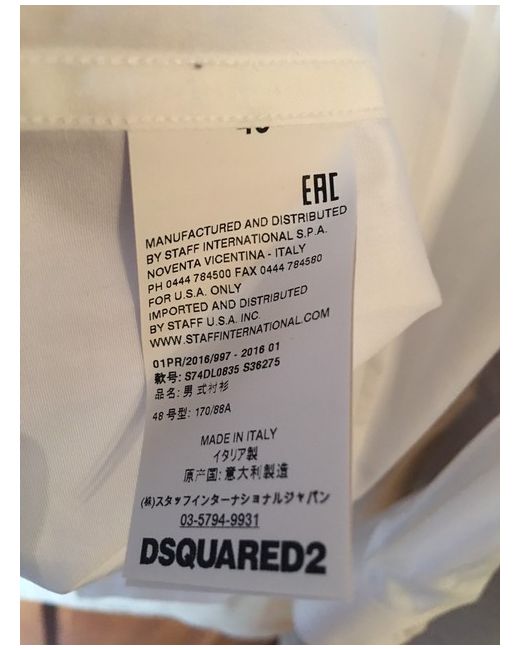 EAC
MANUFACTURED AND DISTRIBUTED
BY STAFF INTERNATIONAL S.P.A.
NOVENTA VICENTINA - ITALY
PH 0444 784500 FAX 0444 784580
FOR U.S.A. ONLY
IMPORTED AND DISTRIBUTED
BY STAFF U.S.A. INC.
WWW.STAFFINTERNATIONAL.COM
01PR/2016/997 - 2016 01
款号: S74DL0835 S36275
品名: 男式衬衫
48 号型: 170/88A
MADE IN ITALY
イタリア製
原产国: 意大利製造
(株)スタッフインターナショナルジャパン
03-5794-9931
DSQUARED2